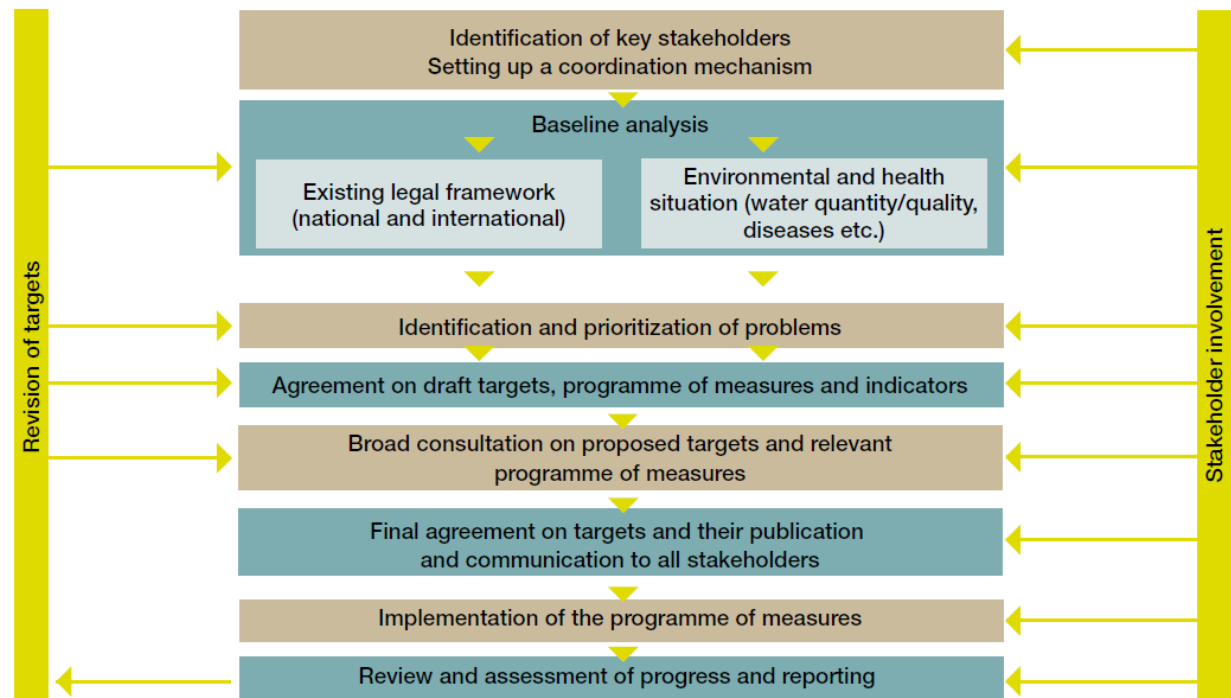 Identification of key stakeholders
Setting up a coordination mechanism
Baseline analysis
Existing legal framework
(national and international)
Environmental and health
situation (water quantity/quality,
diseases etc.)
Identification and prioritization of problems
Agreement on draft targets, programme of measures and indicators
Broad consultation on proposed targets and relevant
programme of measures
Final agreement on targets and their publication
and communication to all stakeholders
Implementation of the programme of measures
Review and assessment of progress and reporting
Revision of targets
Stakeholder involvement